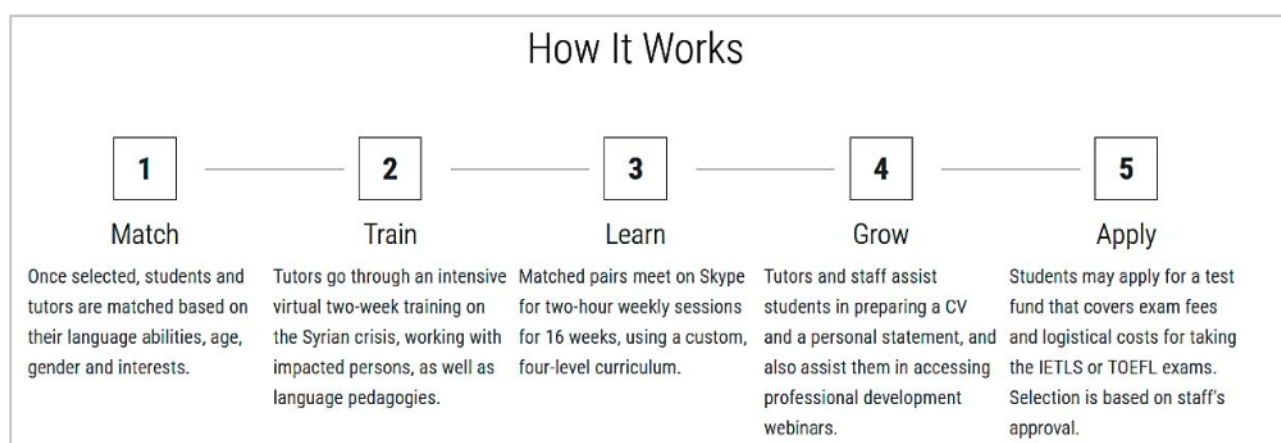 How It Works
1
Match
Once selected, students and
tutors are matched based on
their language abilities, age,
gender and interests.
2
Train
Tutors go through an intensive
virtual two-week training on
the Syrian crisis, working with
impacted persons, as well as
language pedagogies.
3
Learn
Matched pairs meet on Skype
for two-hour weekly sessions
for 16 weeks, using a custom,
four-level curriculum.
4
Grow
Tutors and staff assist
students in preparing a CV
and a personal statement, and
also assist them in accessing
professional development
webinars.
5
Apply
Students may apply for a test
fund that covers exam fees
and logistical costs for taking
the IETLS or TOEFL exams.
Selection is based on staff's
approval.